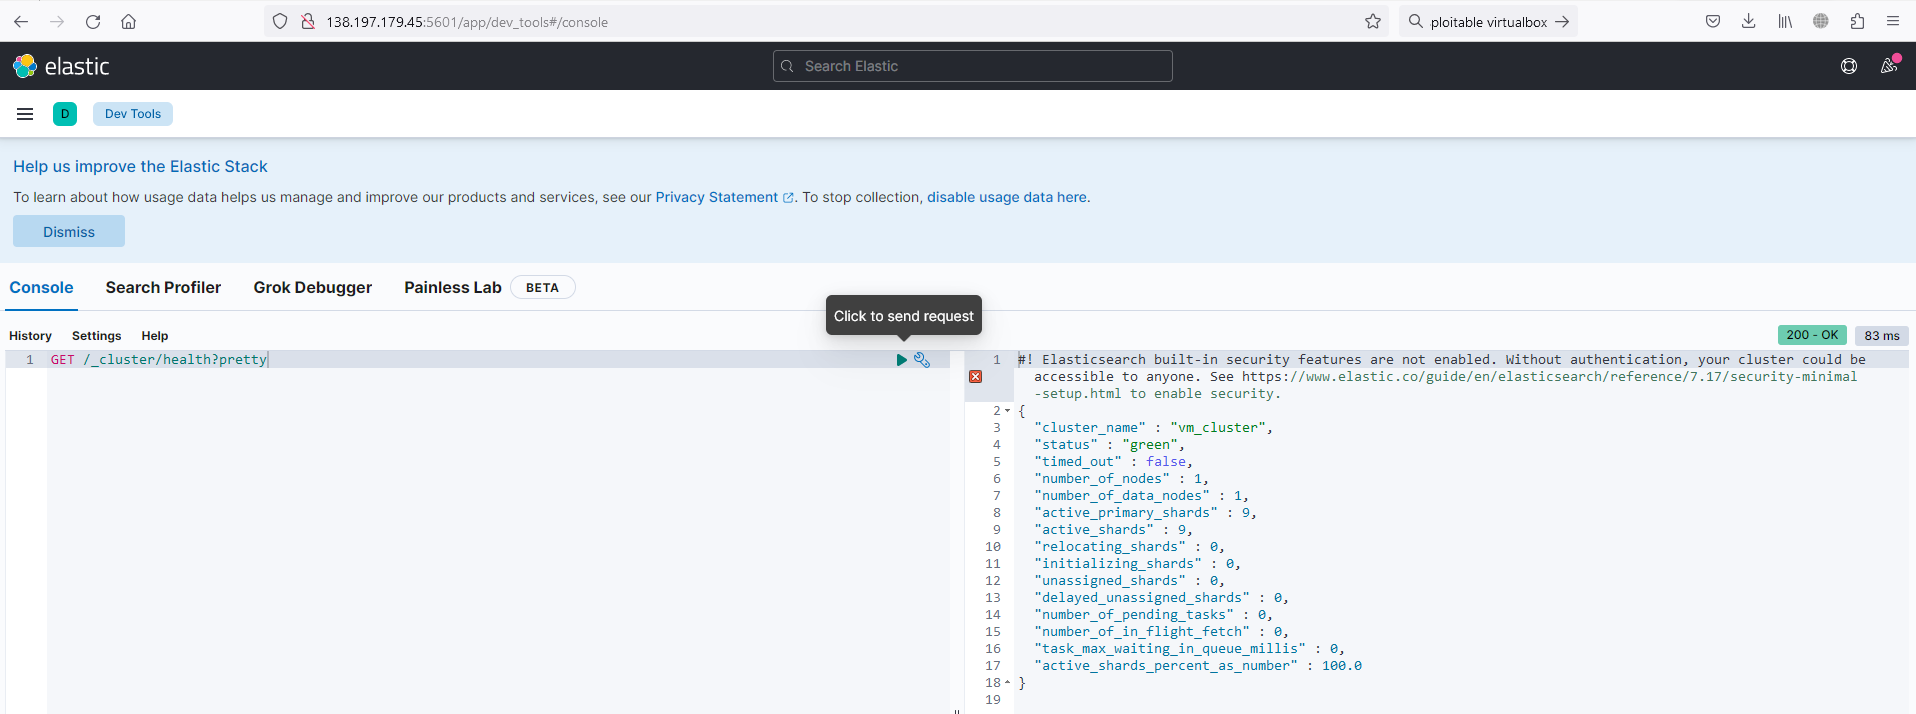 138.197.179.45:5601/app/dev_tools#/console
ploitable virtualbox
elastic
Search Elastic
D
Dev Tools
Help us improve the Elastic Stack
To learn about how usage data helps us manage and improve our products and services, see our Privacy Statement. To stop collection, disable usage data here.
Dismiss
Console
Search Profiler
Grok Debugger
Painless Lab
BETA
Click to send request
History
Settings
Help
200 - OK
83 ms
1 GET /_cluster/health?pretty
1 #! Elasticsearch built-in security features are not enabled. Without authentication, your cluster could be
accessible to anyone. See https://www.elastic.co/guide/en/elasticsearch/reference/7.17/security-minimal
-setup.html to enable security.
2 {
3 "cluster_name" : "vm_cluster",
4 "status" : "green",
5 "timed_out" : false,
6 "number_of_nodes" : 1,
7 "number_of_data_nodes" : 1,
8 "active_primary_shards" : 9,
9 "active_shards" : 9,
10 "relocating_shards" : 0,
11 "initializing_shards" : 0,
12 "unassigned_shards" : 0,
13 "delayed_unassigned_shards" : 0,
14 "number_of_pending_tasks" : 0,
15 "number_of_in_flight_fetch" : 0,
16 "task_max_waiting_in_queue_millis" : 0,
17 "active_shards_percent_as_number" : 100.0
18 }
19